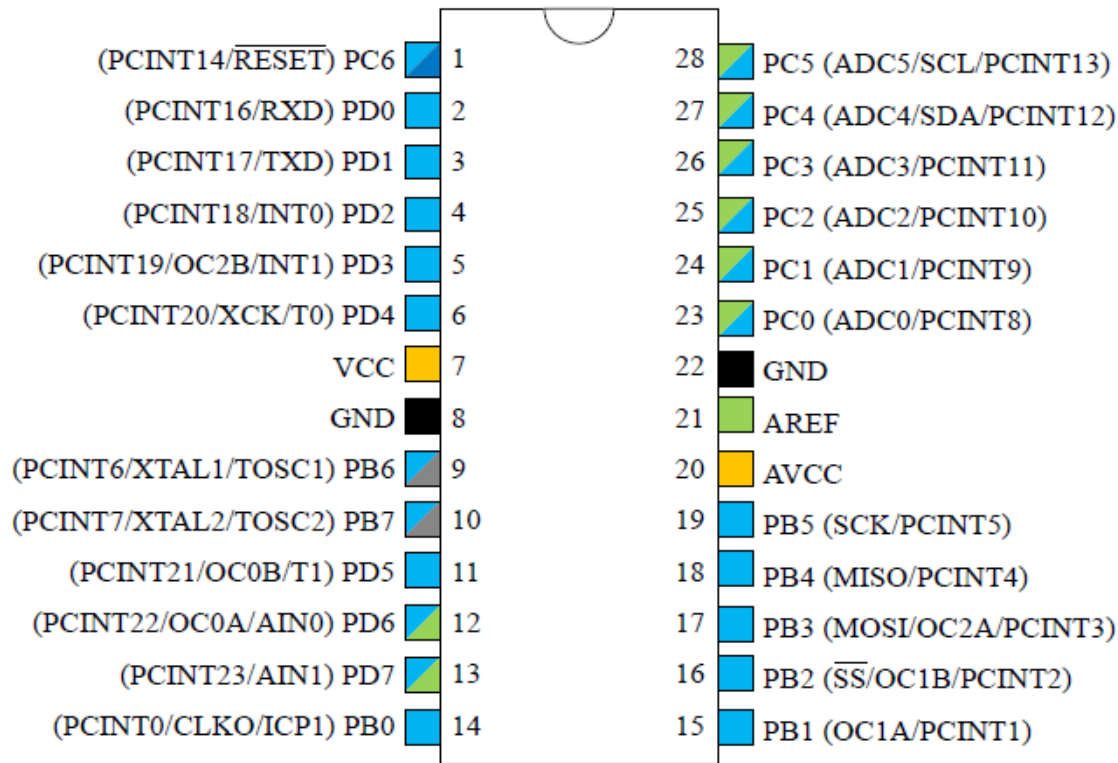 (PCINT14/RESET) PC6 1
(PCINT16/RXD) PD0 2
(PCINT17/TXD) PD1 3
(PCINT18/INT0) PD2 4
(PCINT19/OC2B/INT1) PD3 5
(PCINT20/XCK/T0) PD4 6
VCC 7
GND 8
(PCINT6/XTAL1/TOSC1) PB6 9
(PCINT7/XTAL2/TOSC2) PB7 10
(PCINT21/OC0B/T1) PD5 11
(PCINT22/OC0A/AIN0) PD6 12
(PCINT23/AIN1) PD7 13
(PCINT0/CLKO/ICP1) PB0 14
28 PC5 (ADC5/SCL/PCINT13)
27 PC4 (ADC4/SDA/PCINT12)
26 PC3 (ADC3/PCINT11)
25 PC2 (ADC2/PCINT10)
24 PC1 (ADC1/PCINT9)
23 PC0 (ADC0/PCINT8)
22 GND
21 AREF
20 AVCC
19 PB5 (SCK/PCINT5)
18 PB4 (MISO/PCINT4)
17 PB3 (MOSI/OC2A/PCINT3)
16 PB2 (SS/OC1B/PCINT2)
15 PB1 (OC1A/PCINT1)